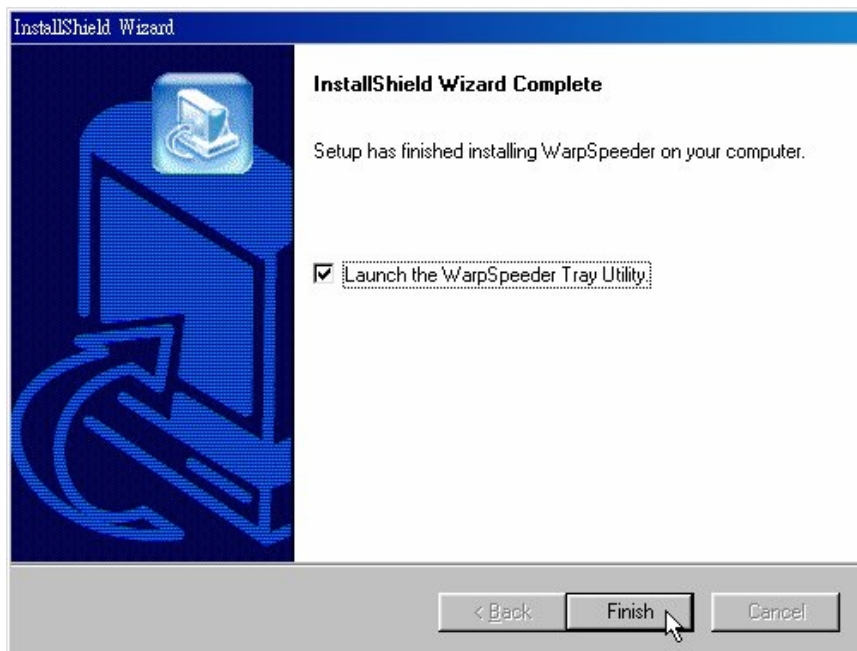 InstallShield Wizard
InstallShield Wizard Complete
Setup has finished installing WarpSpeeder on your computer.
Launch the WarpSpeeder Tray Utility.
< Back Finish Cancel